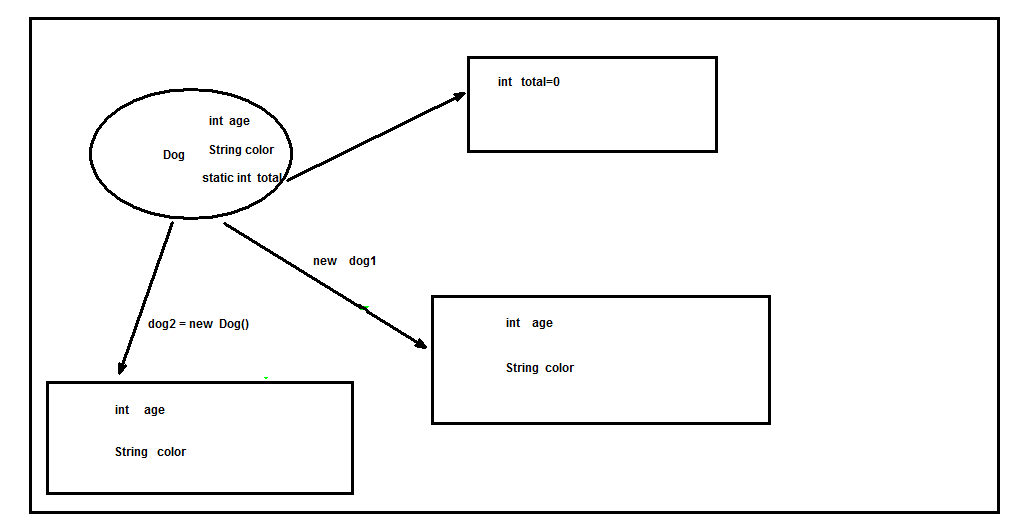 int total=0
int age
Dog
String color
static int total
new dog1
dog2 = new Dog()
int age
String color
int age
String color